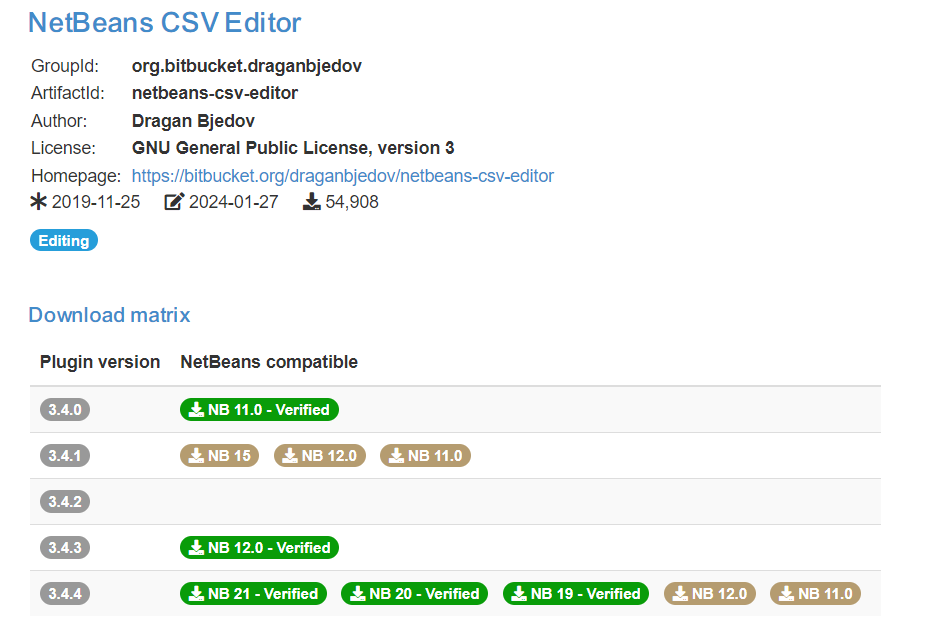 NetBeans CSV Editor
GroupId: org.bitbucket.draganbjedov
ArtifactId: netbeans-csv-editor
Author: Dragan Bjedov
License: GNU General Public License, version 3
Homepage: https://bitbucket.org/draganbjedov/netbeans-csv-editor
2019-11-25 2024-01-27 54,908
Editing
Download matrix
Plugin version NetBeans compatible
3.4.0 NB 11.0 - Verified
3.4.1 NB 15 NB 12.0 NB 11.0
3.4.2
3.4.3 NB 12.0 - Verified
3.4.4 NB 21 - Verified NB 20 - Verified NB 19 - Verified NB 12.0 NB 11.0